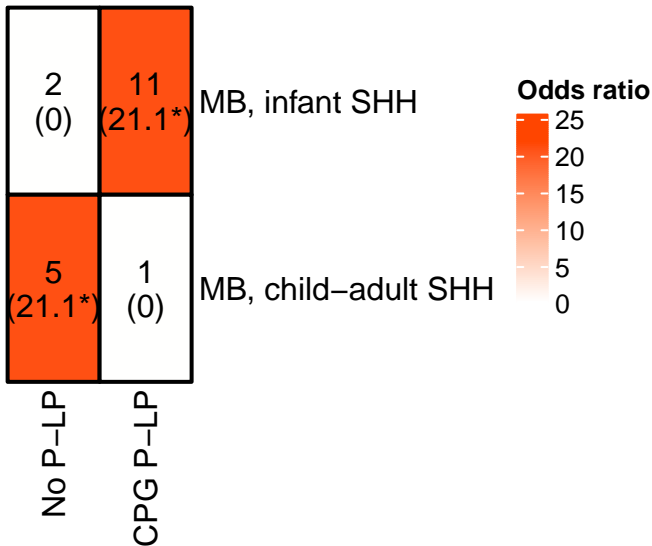 2
(0)
11
(21.1*)
MB, infant SHH
5
(21.1*)
1
(0)
MB, child−adult SHH
No P−LP
CPG P−LP
Odds ratio
25
20
15
10
5
0